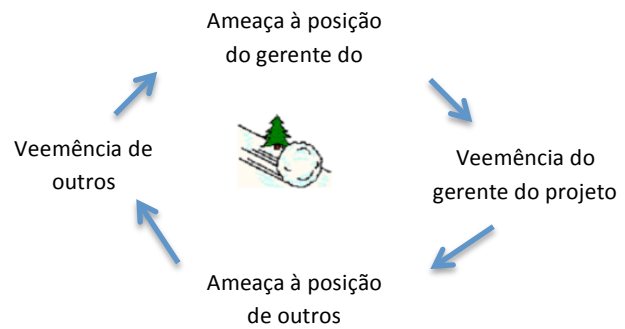 Ameaça à posição
do gerente do
Veemência do
gerente do projeto
Ameaça à posição
de outros
Veemência de
outros